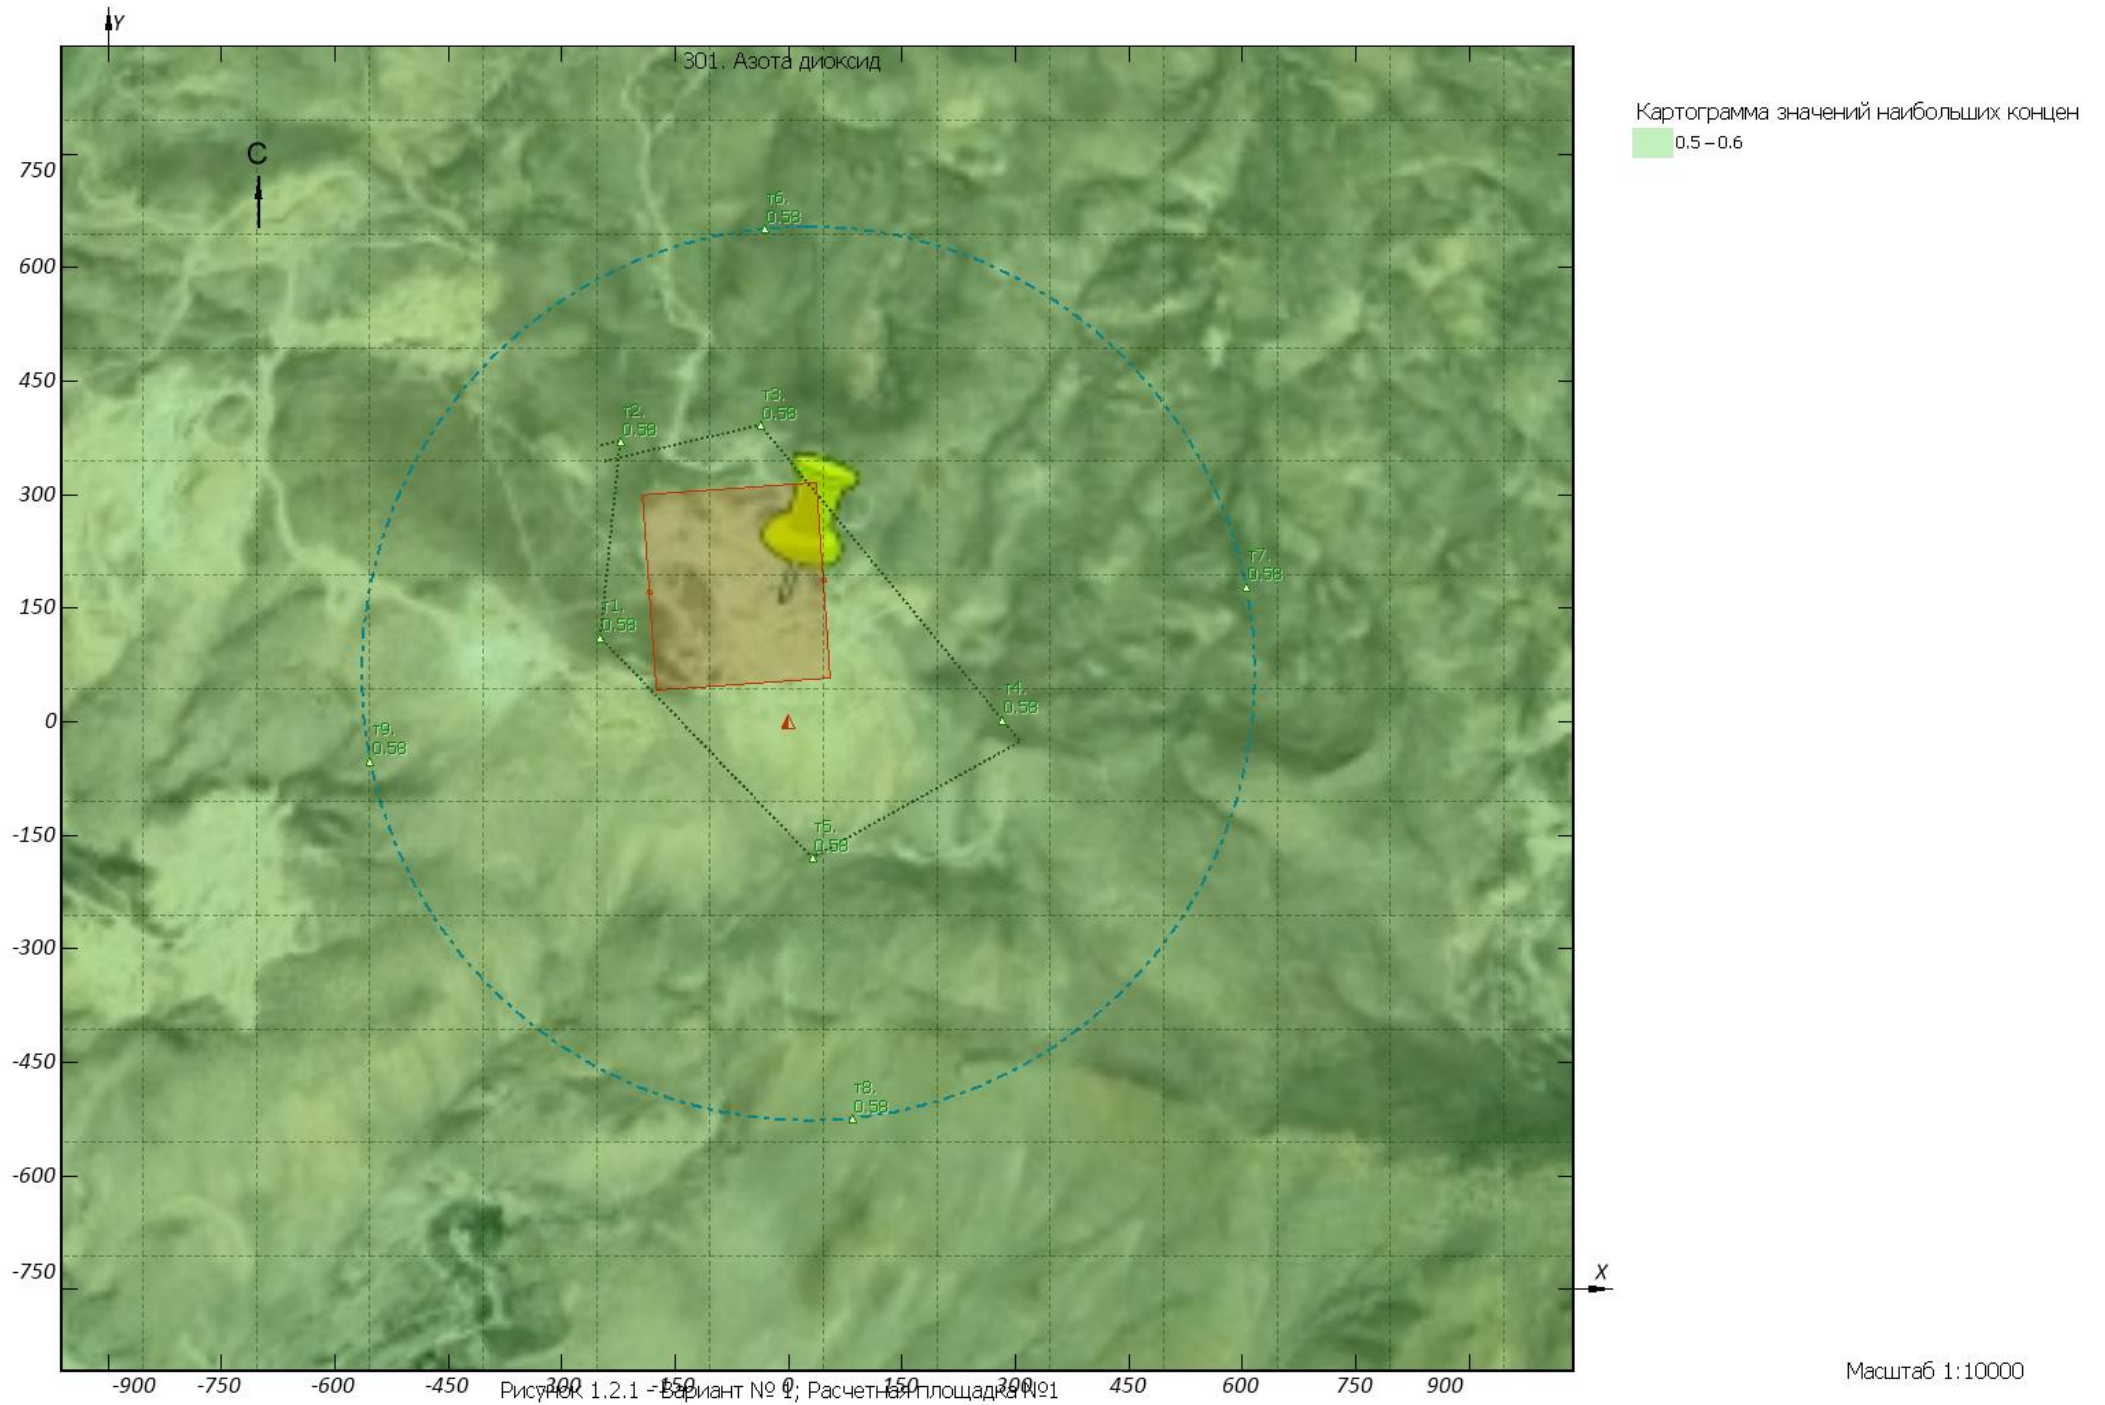 Y
301. Азота диоксид
Картограмма значений наибольших концен
0.5 – 0.6
С
750
600
450
300
150
0
-150
-300
-450
-600
-750
т6.
0.58
т3.
0.58
т2.
0.58
т7.
0.58
т1.
0.58
т4.
0.58
т9.
0.58
т5.
0.58
т8.
0.58
X
Масштаб 1:10000
-900 -750 -600 -450 -300 -150 0 150 300 450 600 750 900
Рисунок 1.2.1 - Вариант № 1; Расчетная площадка №1